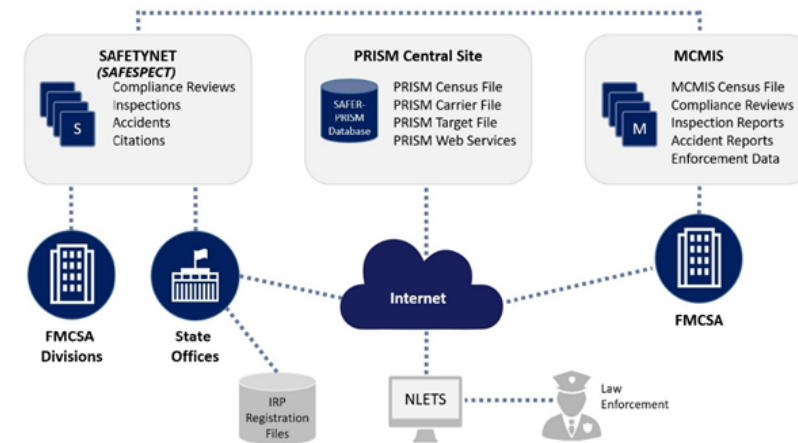 SAFETYNET
(SAFESPECT)
Compliance Reviews
Inspections
Accidents
Citations
S
PRISM Central Site
SAFER-
PRISM
Database
PRISM Census File
PRISM Carrier File
PRISM Target File
PRISM Web Services
MCMIS
MCMIS Census File
Compliance Reviews
Inspection Reports
Accident Reports
Enforcement Data
M
FMCSA
Divisions
State
Offices
Internet
FMCSA
IRP
Registration
Files
NLETS
Law
Enforcement